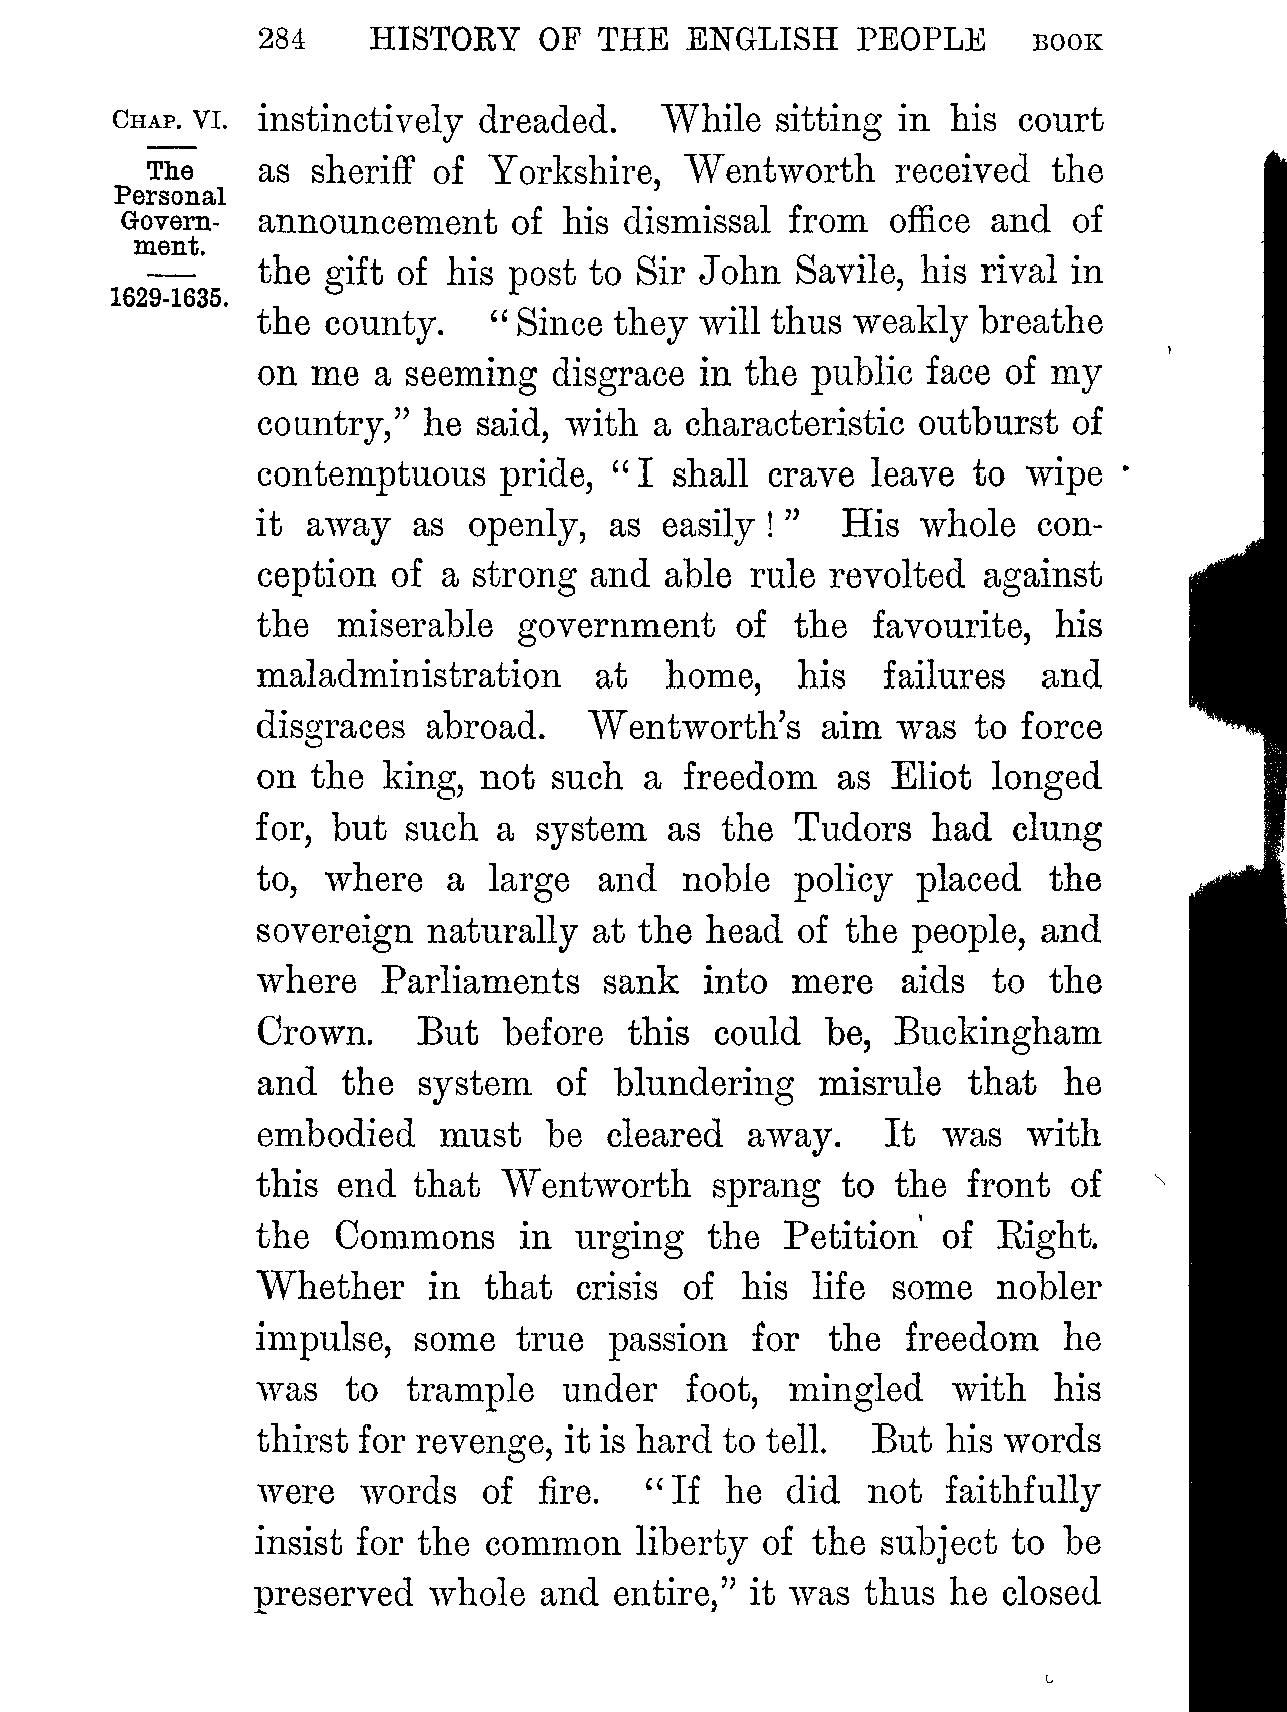 284 HISTORY OF THE ENGLISH PEOPLE BOOK
CHAP. VI.
The
Personal
Govern-
ment.
1629-1635.
instinctively dreaded. While sitting in his court
as sheriff of Yorkshire, Wentworth received the
announcement of his dismissal from office and of
the gift of his post to Sir John Savile, his rival in
the county. "Since they will thus weakly breathe
on me a seeming disgrace in the public face of my
country," he said, with a characteristic outburst of
contemptuous pride, "I shall crave leave to wipe
it away as openly, as easily!" His whole con-
ception of a strong and able rule revolted against
the miserable government of the favourite, his
maladministration at home, his failures and
disgraces abroad. Wentworth's aim was to force
on the king, not such a freedom as Eliot longed
for, but such a system as the Tudors had clung
to, where a large and noble policy placed the
sovereign naturally at the head of the people, and
where Parliaments sank into mere aids to the
Crown. But before this could be, Buckingham
and the system of blundering misrule that he
embodied must be cleared away. It was with
this end that Wentworth sprang to the front of
the Commons in urging the Petition of Right.
Whether in that crisis of his life some nobler
impulse, some true passion for the freedom he
was to trample under foot, mingled with his
thirst for revenge, it is hard to tell. But his words
were words of fire. "If he did not faithfully
insist for the common liberty of the subject to be
preserved whole and entire," it was thus he closed